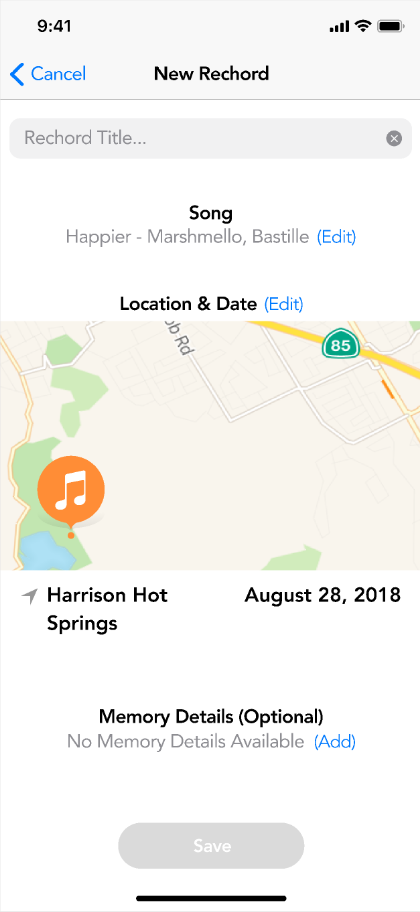 9:41
Cancel
New Rechord
Rechord Title...
Song
Happier - Marshmello, Bastille (Edit)
Location & Date (Edit)
ob Rd
85
Harrison Hot
Springs
August 28, 2018
Memory Details (Optional)
No Memory Details Available (Add)
Save